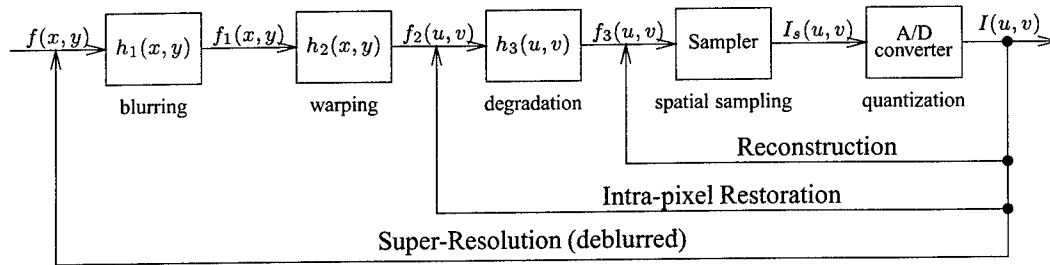 f(x, y)
h₁(x, y)
f₁(x, y)
h₂(x, y)
f₂(u, v)
h₃(u, v)
f₃(u, v)
Sampler
Iₛ(u, v)
A/D
converter
I(u, v)
blurring
warping
degradation
spatial sampling
quantization
Reconstruction
Intra-pixel Restoration
Super-Resolution (deblurred)